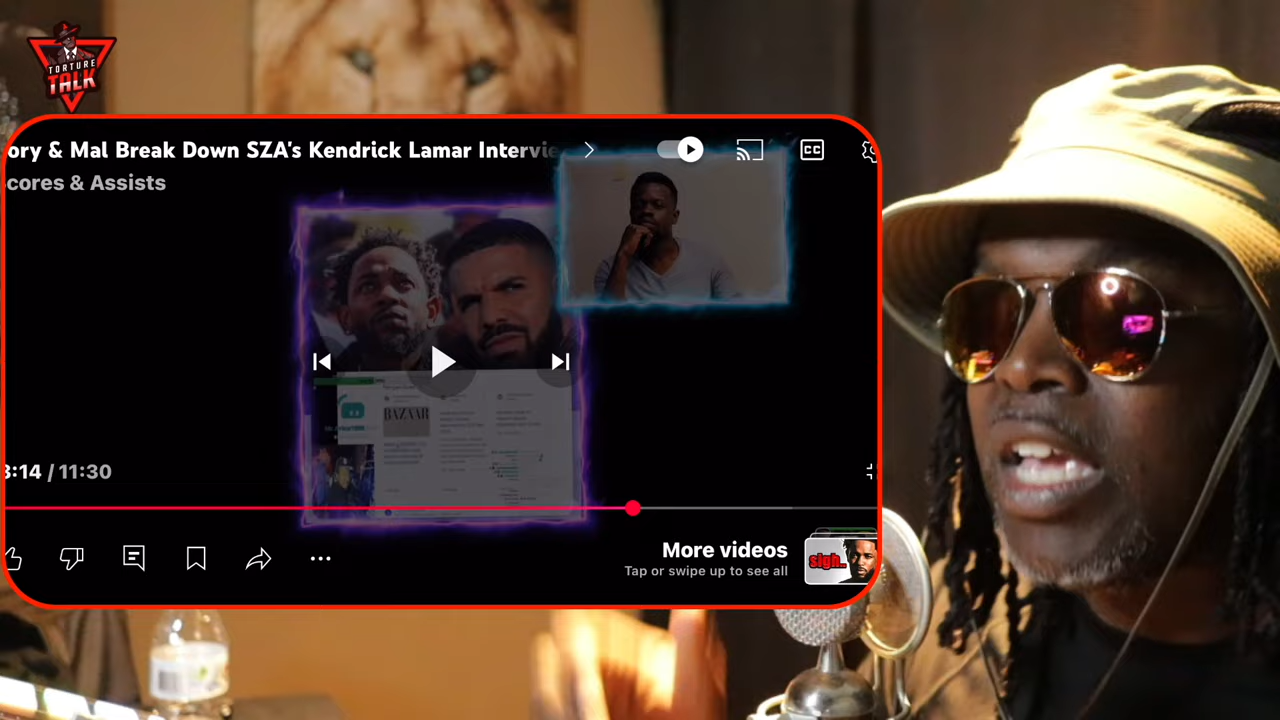 TORTURE
TALK
ory & Mal Break Down SZA's Kendrick Lamar Intervie
cores & Assists
CC
BAZAAR
3:14 / 11:30
More videos
Tap or swipe up to see all
sigh..